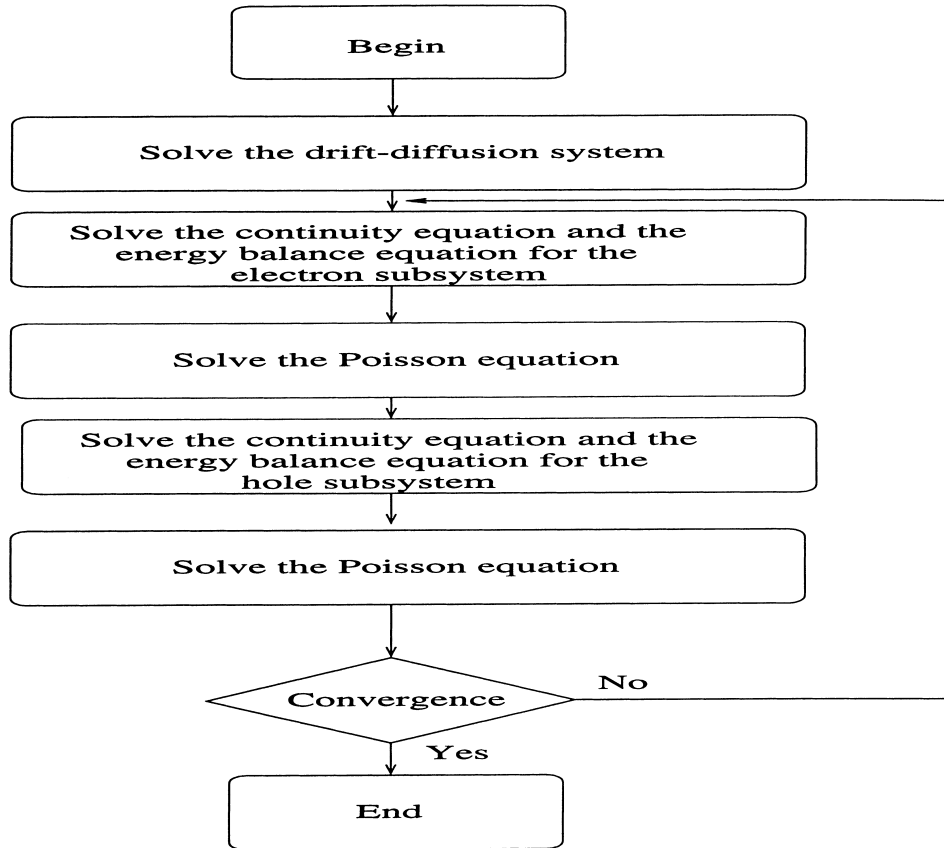 Begin
Solve the drift-diffusion system
Solve the continuity equation and the
energy balance equation for the
electron subsystem
Solve the Poisson equation
Solve the continuity equation and the
energy balance equation for the
hole subsystem
Solve the Poisson equation
Convergence
No
Yes
End